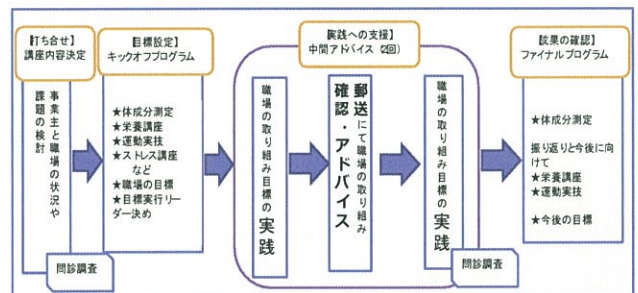 【打ち合せ】
講座内容決定
事業主と職場の状況や
課題の検討
問診調査
【目標設定】
キックオフプログラム
★体成分測定
★栄養講座
★運動実技
★ストレス講座
など
★職場の目標
★目標実行リー
ダー決め
【実践への支援】
中間アドバイス（2回）
職場の取り組み目標の実践
郵送にて職場の取り組み
確認・アドバイス
職場の取り組み目標の実践
問診調査
【成果の確認】
ファイナルプログラム
★体成分測定
振り返りと今後に向
けて
★栄養講座
★運動実技
★今後の目標